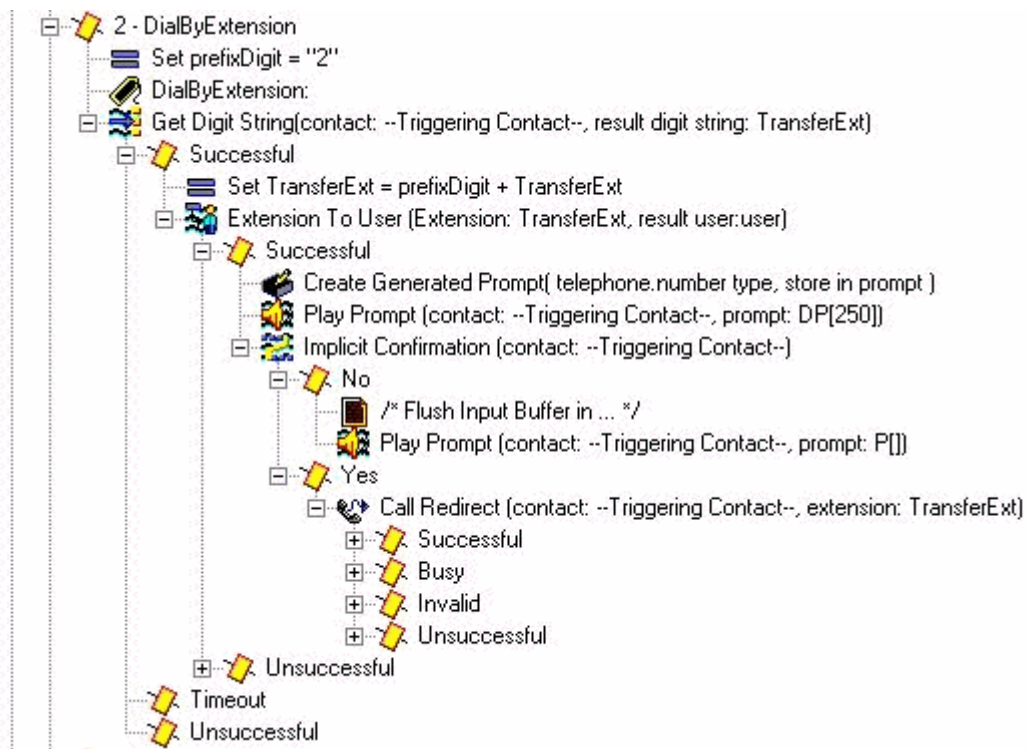 2 - DialByExtension
Set prefixDigit = "2"
DialByExtension:
Get Digit String(contact: --Triggering Contact--, result digit string: TransferExt)
Successful
Set TransferExt = prefixDigit + TransferExt
Extension To User (Extension: TransferExt, result user:user)
Successful
Create Generated Prompt( telephone.number type, store in prompt )
Play Prompt (contact: --Triggering Contact--, prompt: DP[250])
Implicit Confirmation (contact: --Triggering Contact--)
No
/* Flush Input Buffer in ... */
Play Prompt (contact: --Triggering Contact--, prompt: P[])
Yes
Call Redirect (contact: --Triggering Contact--, extension: TransferExt)
Successful
Busy
Invalid
Unsuccessful
Unsuccessful
Timeout
Unsuccessful